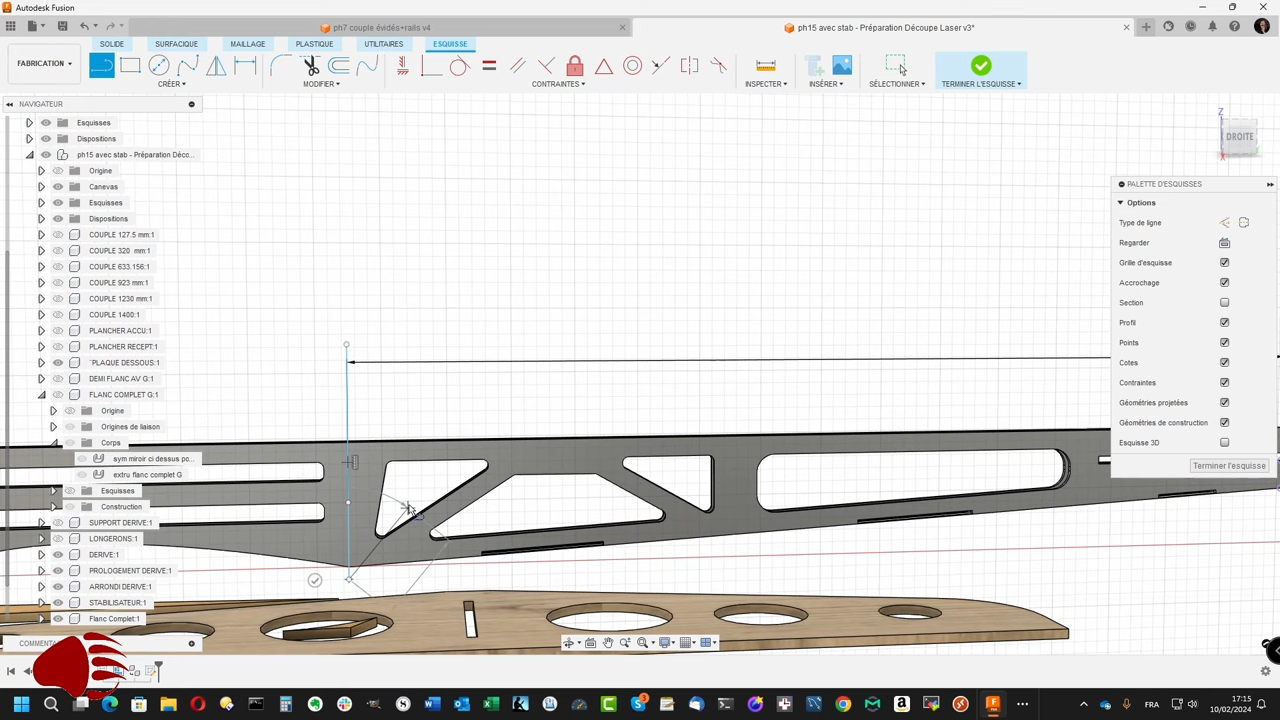 Autodesk Fusion
ph7 couple évidés+rails v4
ph15 avec stab - Préparation Découpe Laser v3*
SOLIDE SURFACIQUE MAILLAGE PLASTIQUE UTILITAIRES ESQUISSE
FABRICATION
CRÉER MODIFIER CONTRAINTES INSPECTER INSÉRER SÉLECTIONNER TERMINER L'ESQUISSE
NAVIGATEUR
Esquisses
Dispositions
ph15 avec stab - Préparation Déco...
Origine
Canevas
Esquisses
Dispositions
COUPLE 127.5 mm:1
COUPLE 320 mm:1
COUPLE 633.156:1
COUPLE 923 mm:1
COUPLE 1230 mm:1
COUPLE 1400:1
PLANCHER ACCU:1
PLANCHER RECEPT:1
PLAQUE DESSOUS:1
DEMI FLANC AV G:1
FLANC COMPLET G:1
Origine
Origines de liaison
Corps
sym miroir ci dessus po...
extru flanc complet G
Esquisses
Construction
SUPPORT DERIVE:1
LONGERONS:1
DERIVE:1
PROLOGEMENT DERIVE:1
ARRONDI DERIVE:1
STABILISATEUR:1
Flanc Complet:1
Z
DROITE
X
PALETTE D'ESQUISSES
Options
Type de ligne
Regarder
Grille d'esquisse
Accrochage
Section
Profil
Points
Cotes
Contraintes
Géométries projetées
Géométries de construction
Esquisse 3D
Terminer l'esquisse
FRA
17:15
10/02/2024